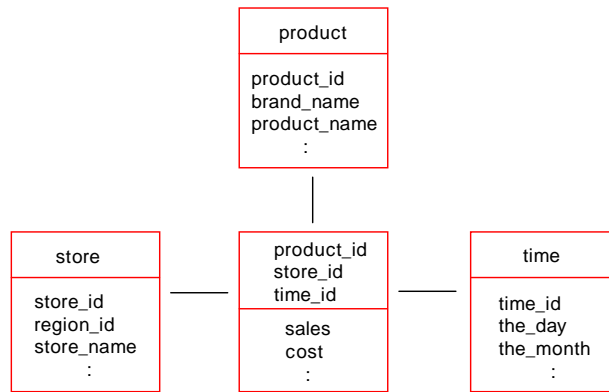 product
product_id
brand_name
product_name
:
store
store_id
region_id
store_name
:
product_id
store_id
time_id
sales
cost
:
time
time_id
the_day
the_month
: